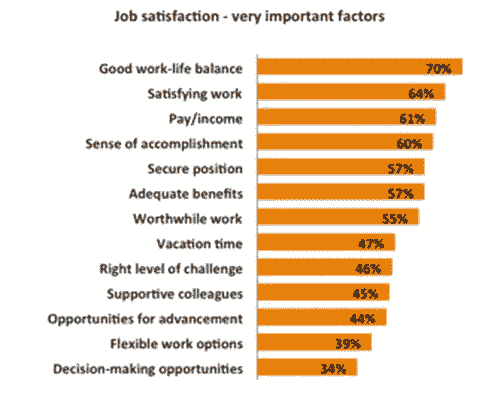 Job satisfaction - very important factors
Good work-life balance 70%
Satisfying work 64%
Pay/income 61%
Sense of accomplishment 60%
Secure position 57%
Adequate benefits 57%
Worthwhile work 55%
Vacation time 47%
Right level of challenge 46%
Supportive colleagues 45%
Opportunities for advancement 44%
Flexible work options 39%
Decision-making opportunities 34%